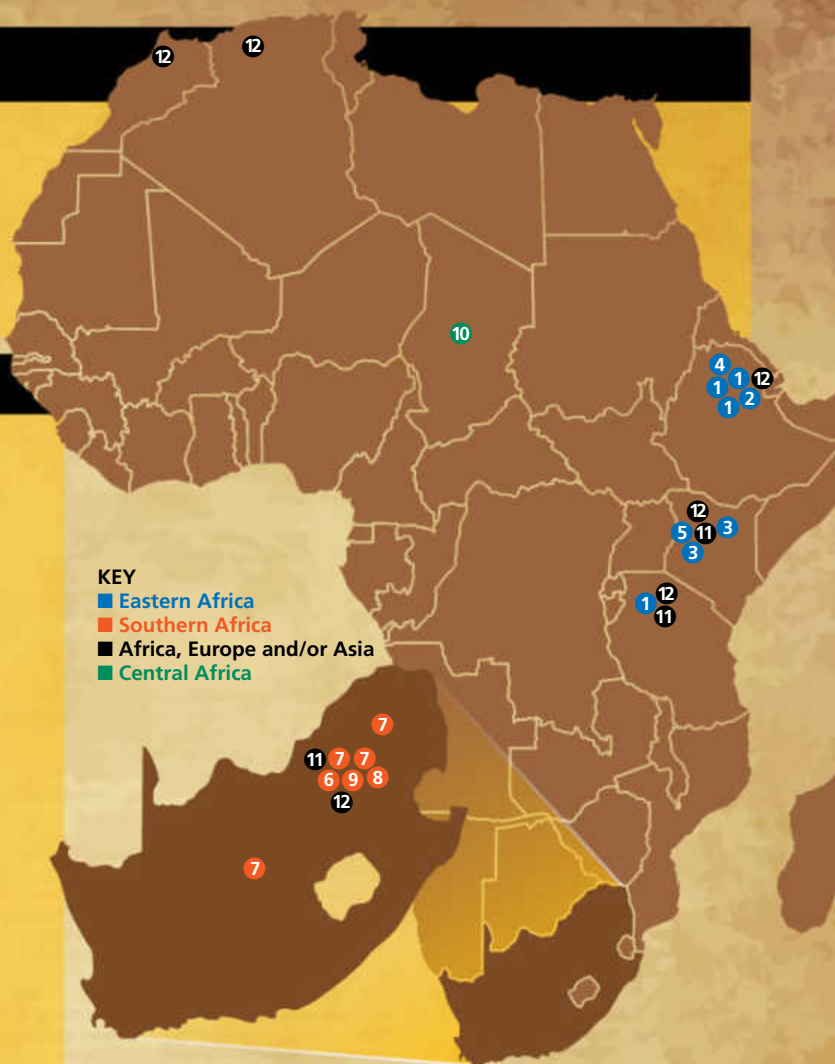 12 12
10
4
1 1 12
1 2
12
5 11 3
3
1 12
11
KEY
Eastern Africa
Southern Africa
Africa, Europe and/or Asia
Central Africa
7
11 7 7
6 9 8
12
7